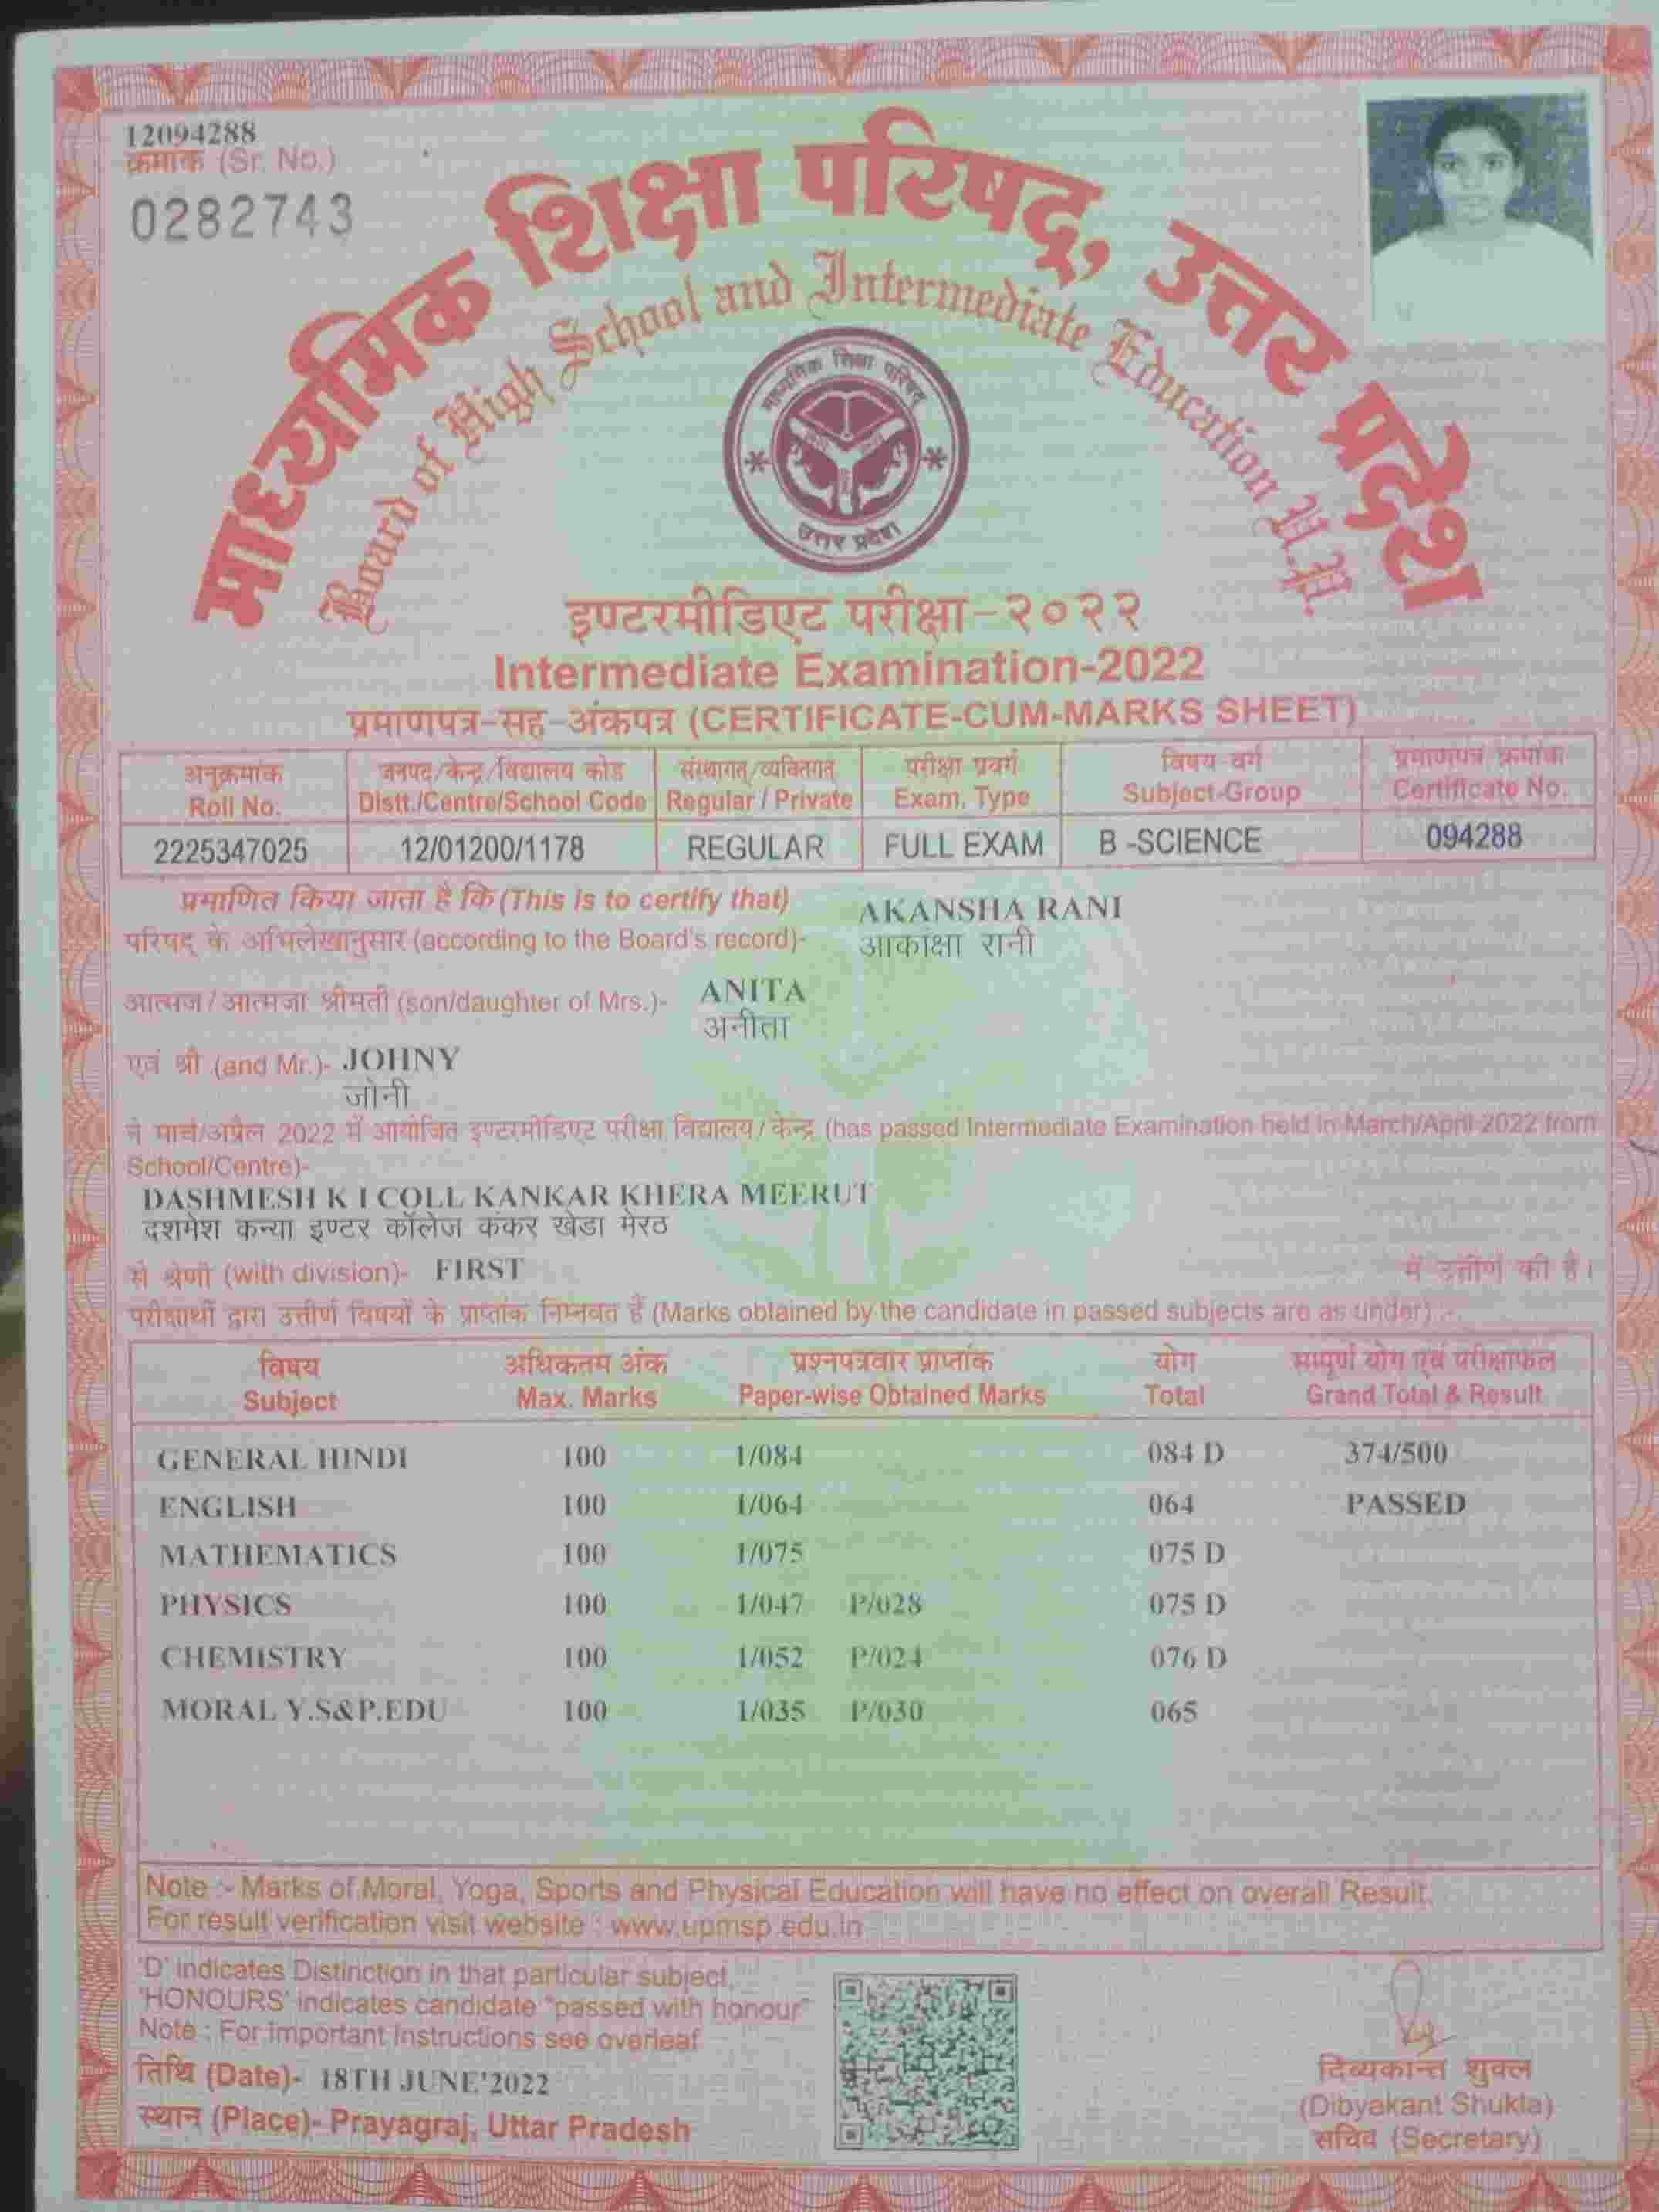 12094288
क्रमांक (Sr. No.)
0282743
माध्यमिक शिक्षा परिषद्, उत्तर प्रदेश
Board of High School and Intermediate Education U.P.
माध्यमिक शिक्षा परिषद्
उत्तर प्रदेश
इण्टरमीडिएट परीक्षा-२०२२
Intermediate Examination-2022
प्रमाणपत्र-सह-अंकपत्र (CERTIFICATE-CUM-MARKS SHEET)
अनुक्रमांक जनपद/केन्द्र/विद्यालय कोड संस्थागत/व्यक्तिगत परीक्षा प्रवर्ग विषय वर्ग प्रमाणपत्र क्रमांक
Roll No. Distt./Centre/School Code Regular / Private Exam. Type Subject-Group Certificate No.
2225347025 12/01200/1178 REGULAR FULL EXAM B -SCIENCE 094288
प्रमाणित किया जाता है कि (This is to certify that) AKANSHA RANI
परिषद् के अभिलेखानुसार (according to the Board's record)- आकांक्षा रानी
आत्मज / आत्मजा श्रीमती (son/daughter of Mrs.)- ANITA
अनीता
एवं श्री (and Mr.)- JOHNY
जोनी
ने मार्च/अप्रैल 2022 में आयोजित इण्टरमीडिएट परीक्षा विद्यालय / केन्द्र (has passed Intermediate Examination held in March/April 2022 from
School/Centre)-
DASHMESH K I COLL KANKAR KHERA MEERUT
दशमेश कन्या इण्टर कॉलेज कंकर खेडा मेरठ
से श्रेणी (with division)- FIRST में उत्तीर्ण की है।
परीक्षार्थी द्वारा उत्तीर्ण विषयों के प्राप्तांक निम्नवत हैं (Marks obtained by the candidate in passed subjects are as under) :-
विषय अधिकतम अंक प्रश्नपत्रवार प्राप्तांक योग सम्पूर्ण योग एवं परीक्षाफल
Subject Max. Marks Paper-wise Obtained Marks Total Grand Total & Result
GENERAL HINDI 100 1/084 084 D 374/500
ENGLISH 100 1/064 064 PASSED
MATHEMATICS 100 1/075 075 D
PHYSICS 100 1/047 P/028 075 D
CHEMISTRY 100 1/052 P/024 076 D
MORAL Y.S&P.EDU 100 1/035 P/030 065
Note :- Marks of Moral, Yoga, Sports and Physical Education will have no effect on overall Result.
For result verification visit website : www.upmsp.edu.in
'D' indicates Distinction in that particular subject.
'HONOURS' indicates candidate "passed with honour"
Note : For important Instructions see overleaf
तिथि (Date)- 18TH JUNE'2022
स्थान (Place)- Prayagraj, Uttar Pradesh
दिव्यकान्त शुक्ल
(Dibyakant Shukla)
सचिव (Secretary)